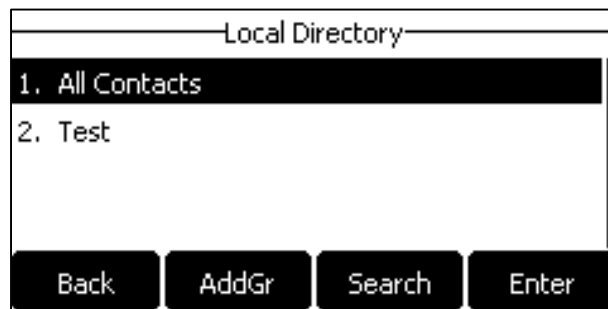 Local Directory
1. All Contacts
2. Test
Back AddGr Search Enter